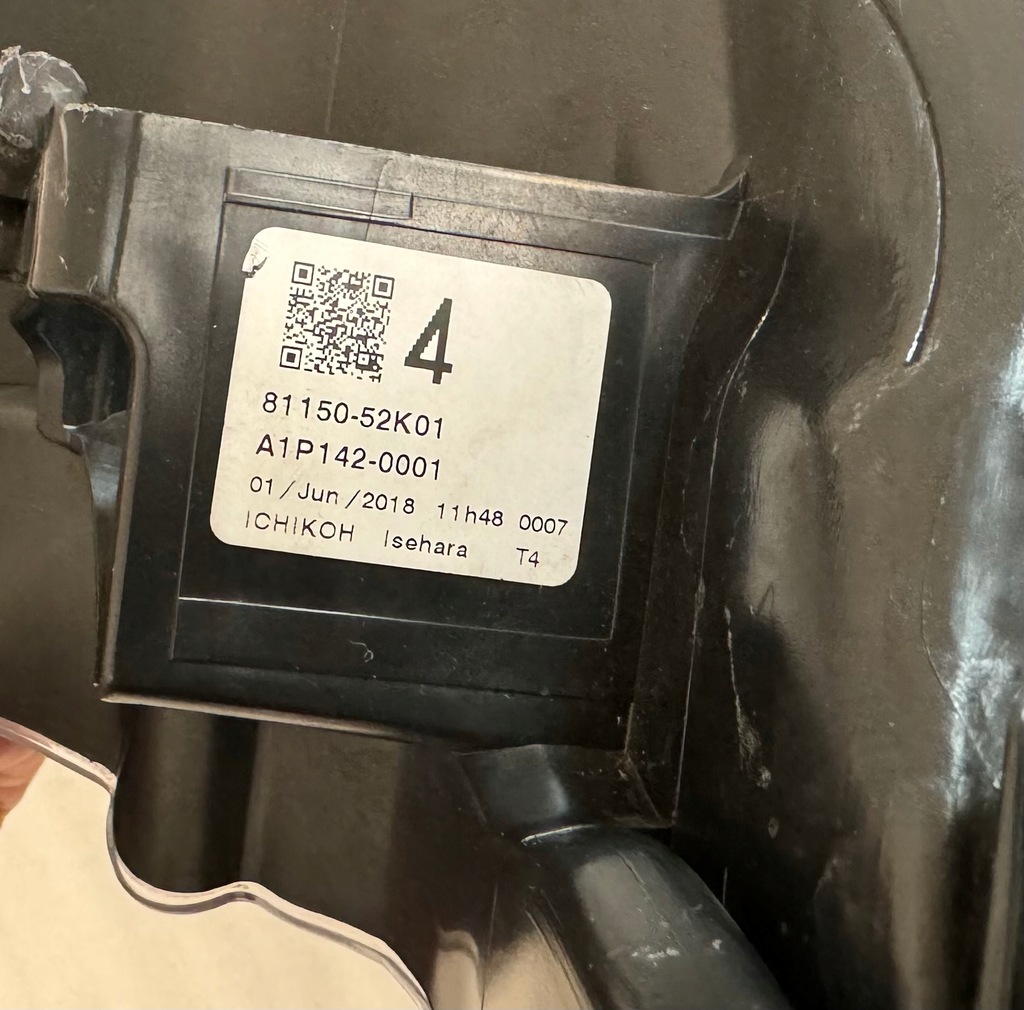 4
81150-52K01
A1P142-0001
01/Jun/2018 11h48 0007
ICHIKOH Isehara T4